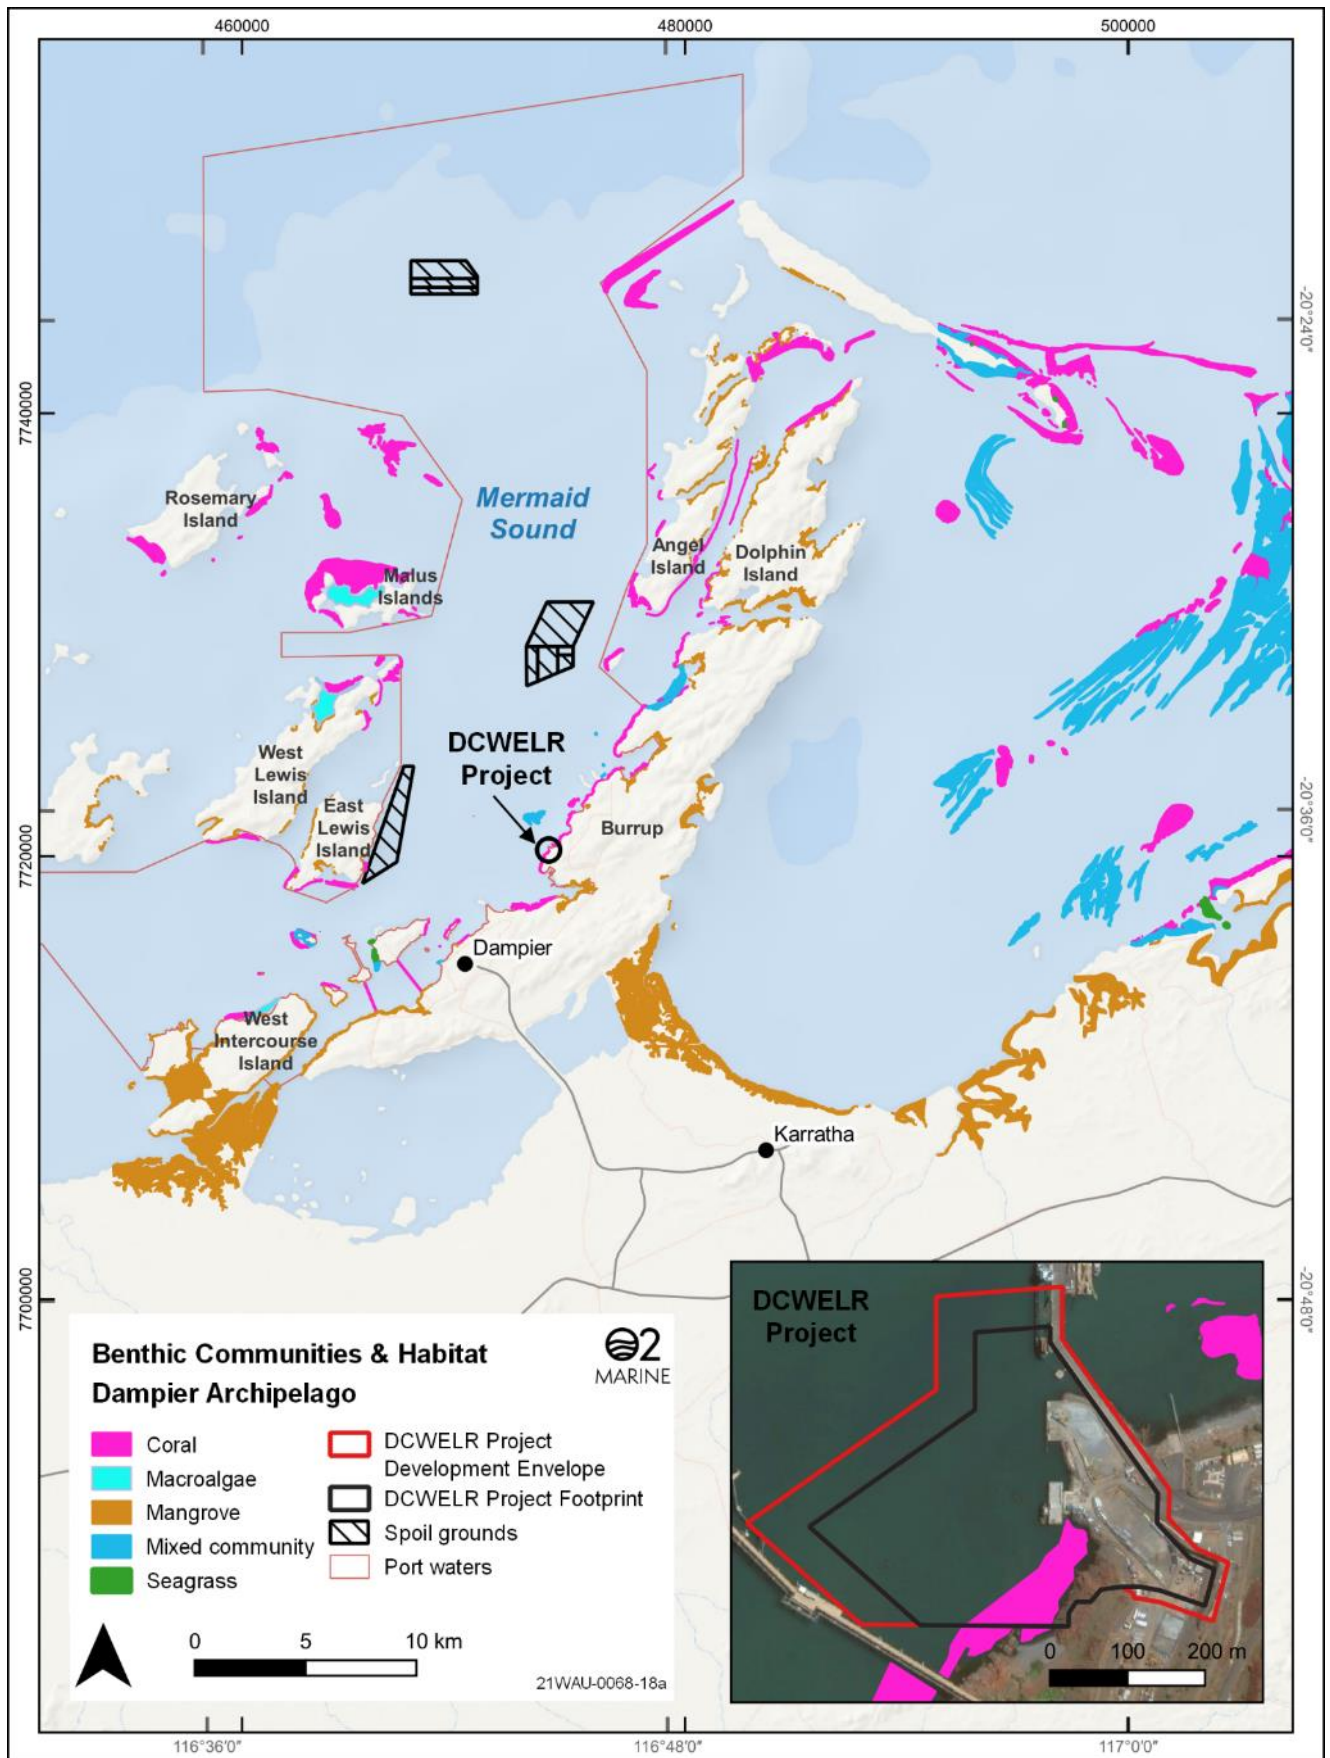 460000
480000
500000
-20°24'0"
7740000
Rosemary
Island
Mermaid
Sound
Angel
Island
Dolphin
Island
Malus
Islands
DCWELR
Project
West
Lewis
Island
East
Lewis
Island
Burrup
-20°36'0"
7720000
Dampier
West
Intercourse
Island
Karratha
7700000
-20°48'0"
Benthic Communities & Habitat
Dampier Archipelago
O2
MARINE
Coral
Macroalgae
Mangrove
Mixed community
Seagrass
DCWELR Project
Development Envelope
DCWELR Project Footprint
Spoil grounds
Port waters
0 5 10 km
21WAU-0068-18a
DCWELR
Project
0 100 200 m
116°36'0"
116°48'0"
117°0'0"